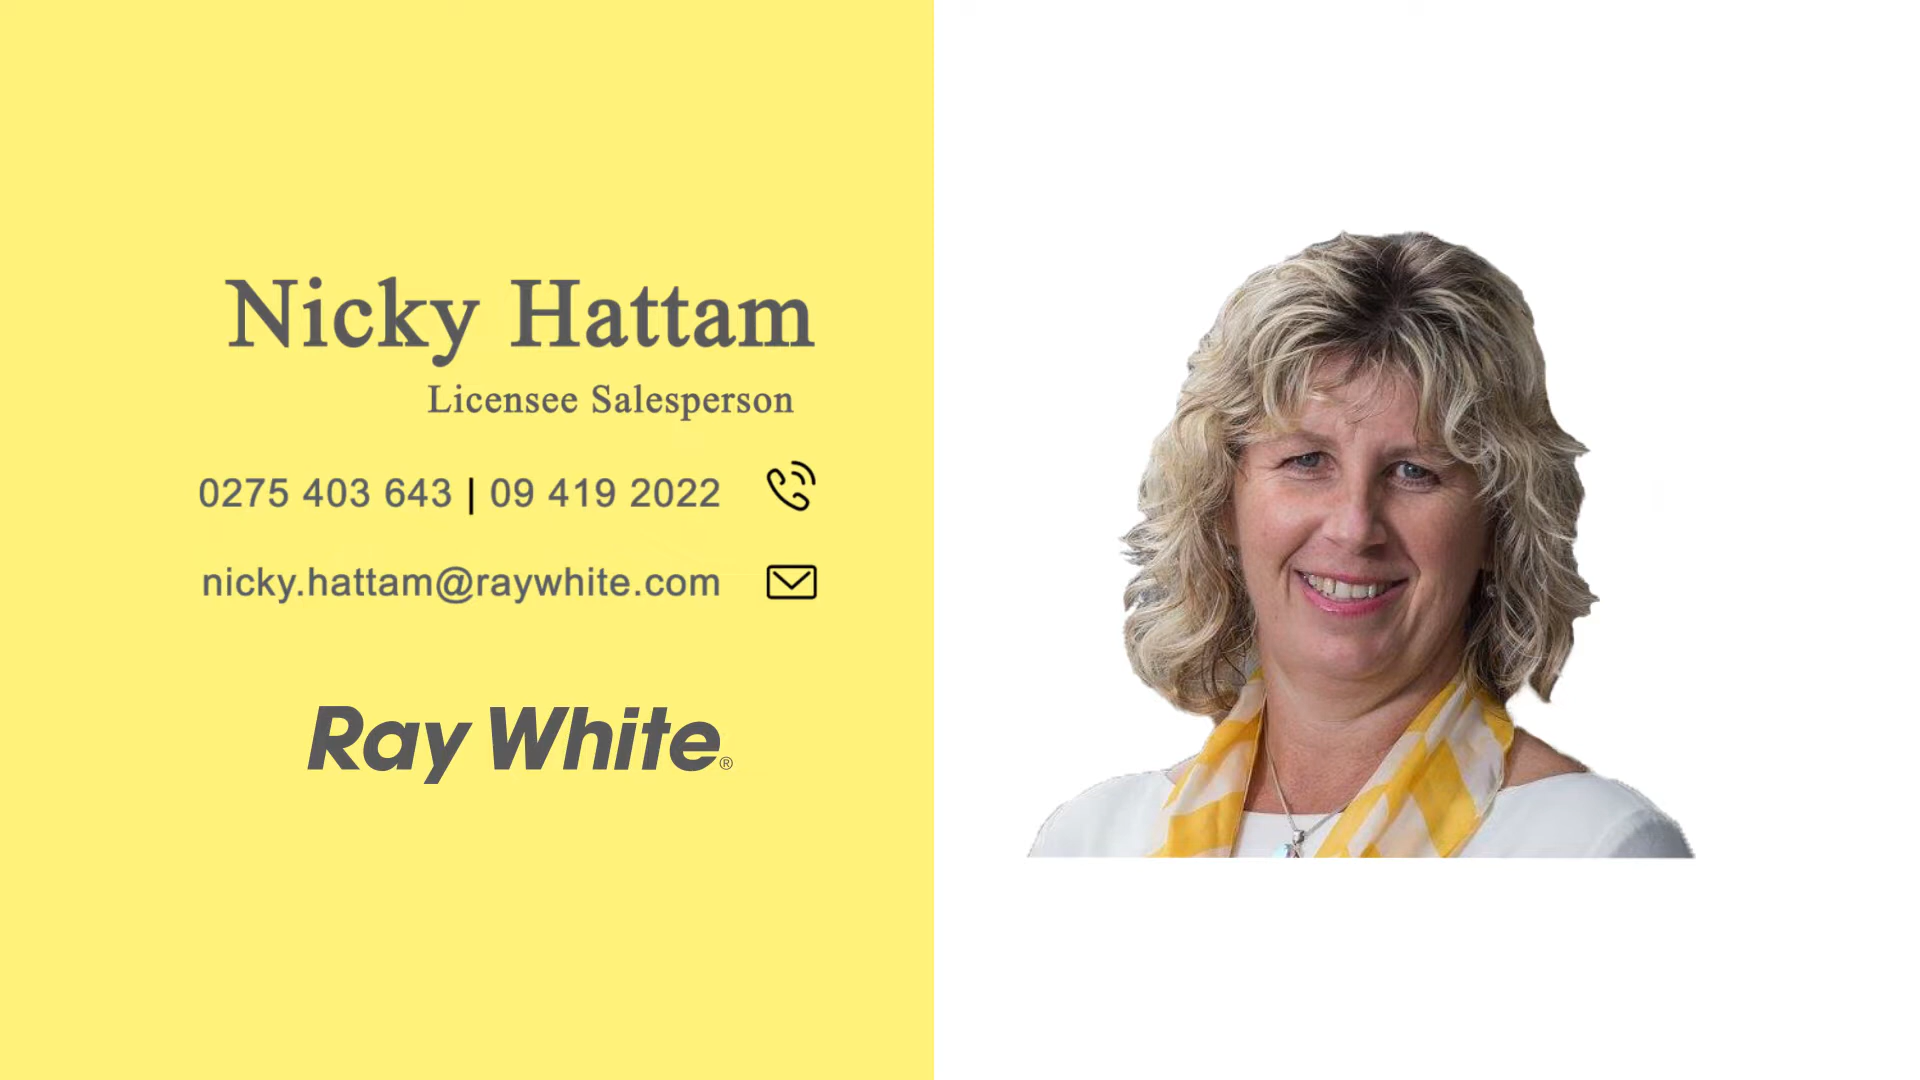 Nicky Hattam
Licensee Salesperson
0275 403 643 | 09 419 2022
nicky.hattam@raywhite.com
Ray White®